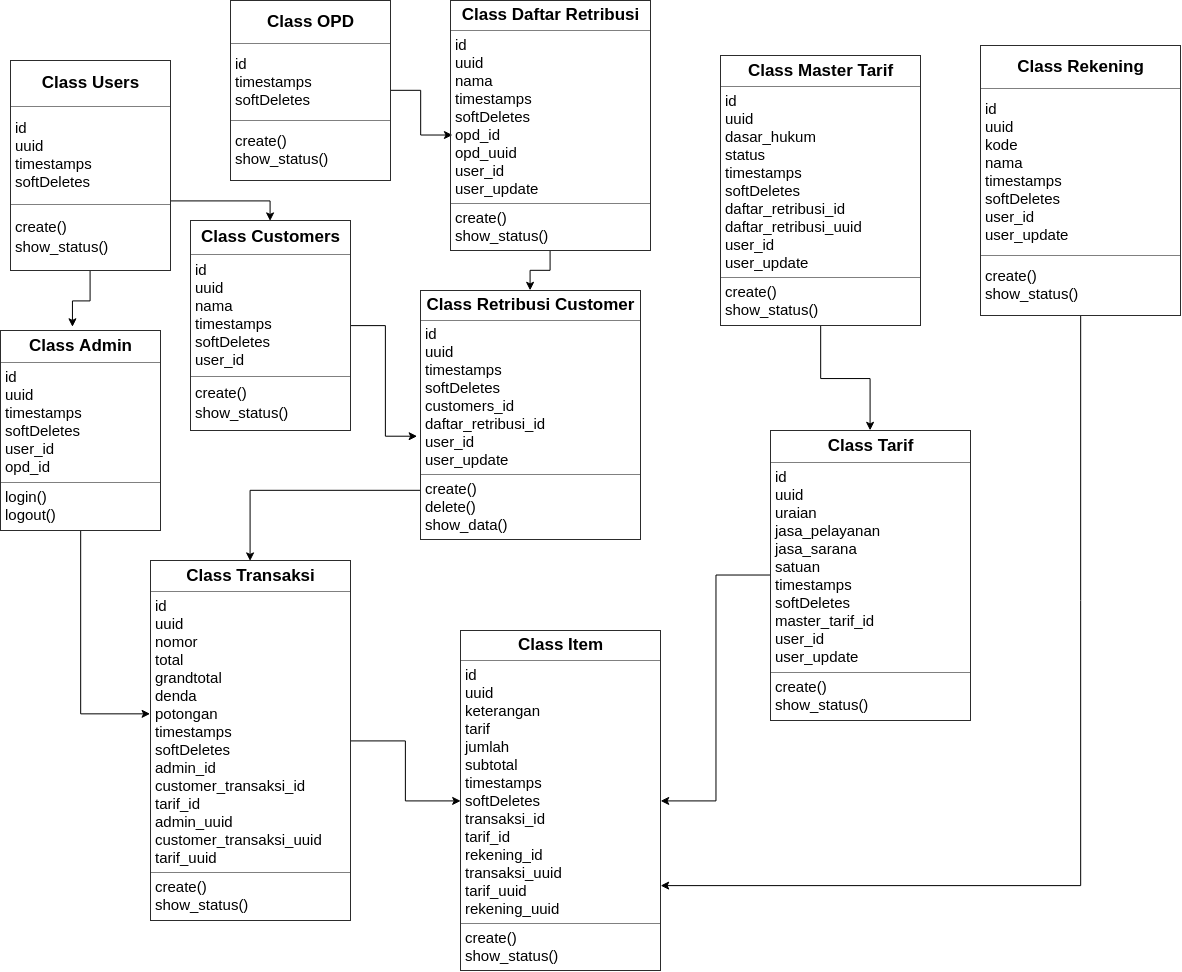 Class OPD
id
timestamps
softDeletes
create()
show_status()
Class Daftar Retribusi
id
uuid
nama
timestamps
softDeletes
opd_id
opd_uuid
user_id
user_update
create()
show_status()
Class Users
id
uuid
timestamps
softDeletes
create()
show_status()
Class Master Tarif
id
uuid
dasar_hukum
status
timestamps
softDeletes
daftar_retribusi_id
daftar_retribusi_uuid
user_id
user_update
create()
show_status()
Class Rekening
id
uuid
kode
nama
timestamps
softDeletes
user_id
user_update
create()
show_status()
Class Customers
id
uuid
nama
timestamps
softDeletes
user_id
create()
show_status()
Class Retribusi Customer
id
uuid
timestamps
softDeletes
customers_id
daftar_retribusi_id
user_id
user_update
create()
delete()
show_data()
Class Admin
id
uuid
timestamps
softDeletes
user_id
opd_id
login()
logout()
Class Tarif
id
uuid
uraian
jasa_pelayanan
jasa_sarana
satuan
timestamps
softDeletes
master_tarif_id
user_id
user_update
create()
show_status()
Class Transaksi
id
uuid
nomor
total
grandtotal
denda
potongan
timestamps
softDeletes
admin_id
customer_transaksi_id
tarif_id
admin_uuid
customer_transaksi_uuid
tarif_uuid
create()
show_status()
Class Item
id
uuid
keterangan
tarif
jumlah
subtotal
timestamps
softDeletes
transaksi_id
tarif_id
rekening_id
transaksi_uuid
tarif_uuid
rekening_uuid
create()
show_status()